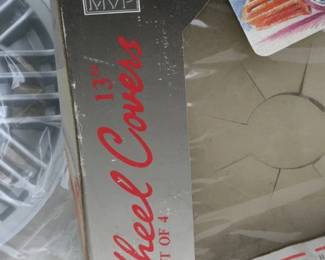 MVP
13"
Wheel Covers
SET OF 4